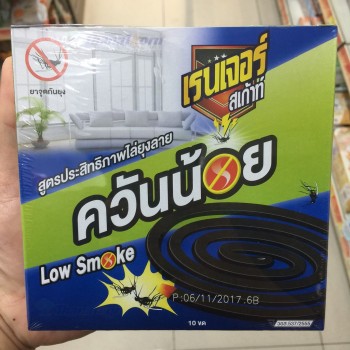 ยาจุดกันยุง
เรนเจอร์
สเก้าท์
สูตรประสิทธิภาพไล่ยุงลาย
ควันน้อย
Low Smoke
P:06/11/2017.6B
10 ขด